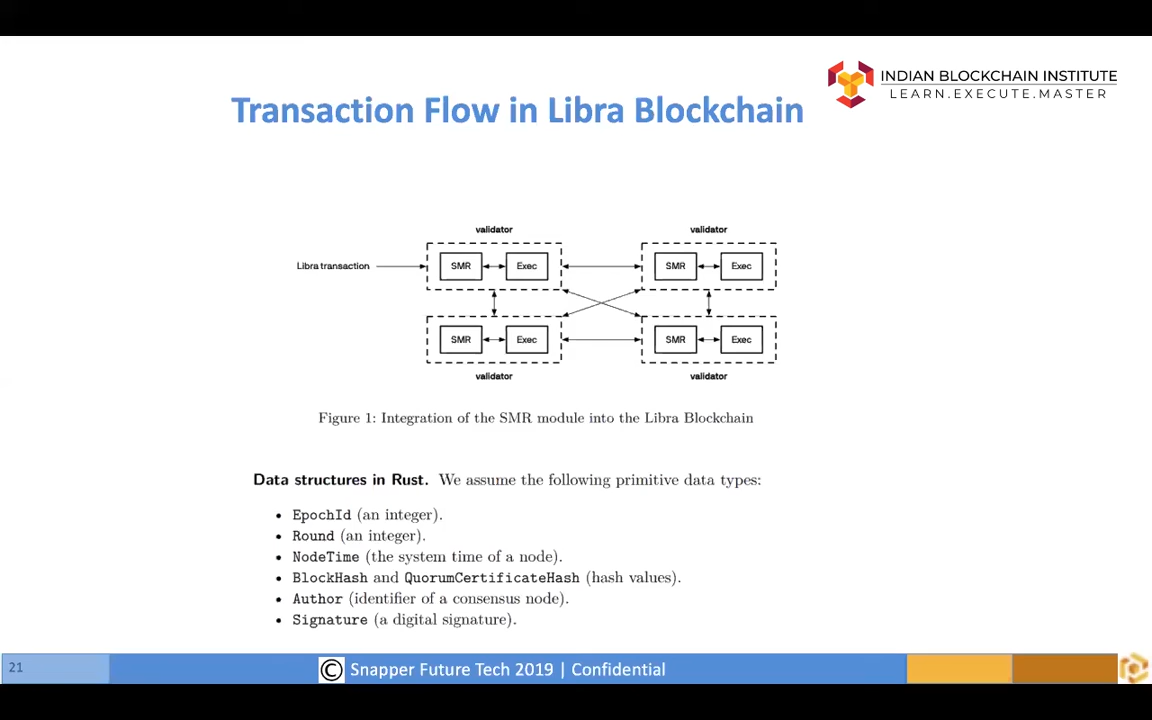 INDIAN BLOCKCHAIN INSTITUTE
LEARN.EXECUTE.MASTER
Transaction Flow in Libra Blockchain
validator validator
Libra transaction SMR Exec SMR Exec
SMR Exec SMR Exec
validator validator
Figure 1: Integration of the SMR module into the Libra Blockchain
Data structures in Rust. We assume the following primitive data types:
• EpochId (an integer).
• Round (an integer).
• NodeTime (the system time of a node).
• BlockHash and QuorumCertificateHash (hash values).
• Author (identifier of a consensus node).
• Signature (a digital signature).
21 © Snapper Future Tech 2019 | Confidential